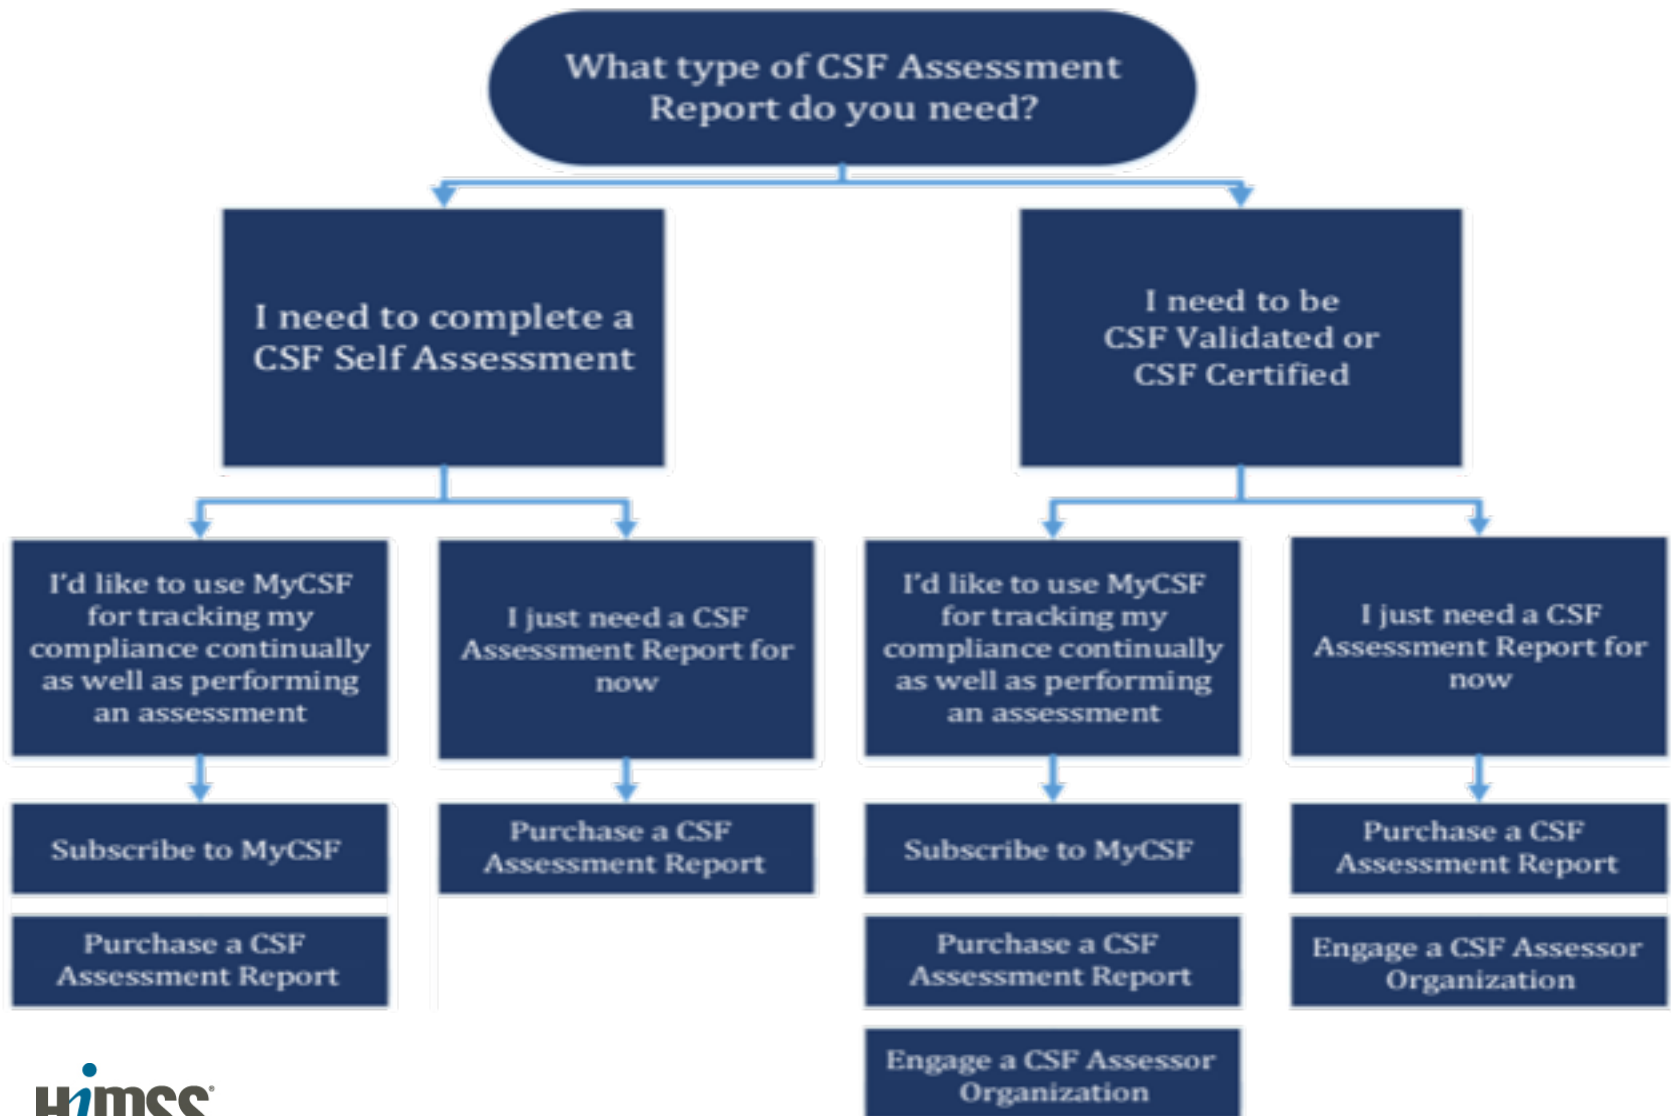 What type of CSF Assessment
Report do you need?
I need to complete a
CSF Self Assessment
I need to be
CSF Validated or
CSF Certified
I'd like to use MyCSF
for tracking my
compliance continually
as well as performing
an assessment
I just need a CSF
Assessment Report for
now
I'd like to use MyCSF
for tracking my
compliance continually
as well as performing
an assessment
I just need a CSF
Assessment Report for
now
Subscribe to MyCSF
Purchase a CSF
Assessment Report
Purchase a CSF
Assessment Report
Subscribe to MyCSF
Purchase a CSF
Assessment Report
Engage a CSF Assessor
Organization
Purchase a CSF
Assessment Report
Engage a CSF Assessor
Organization
HiMSS®